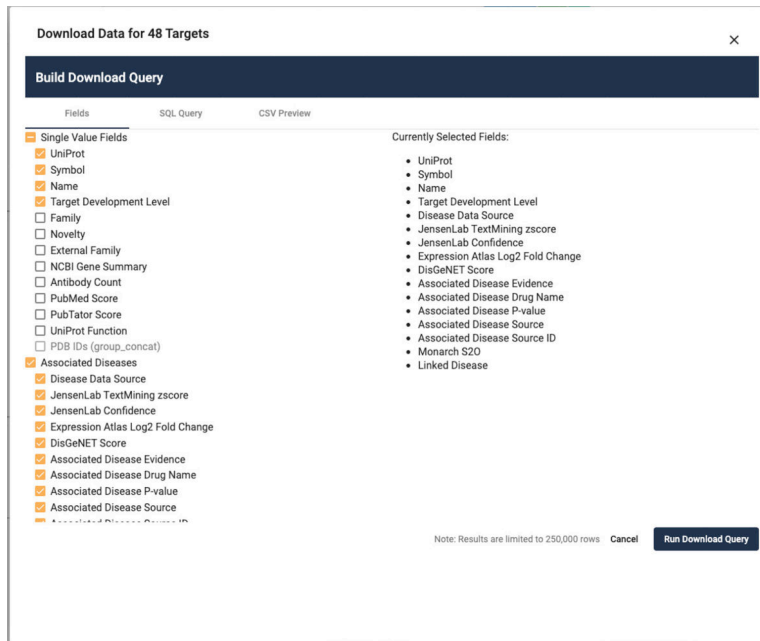 Download Data for 48 Targets
Build Download Query
Fields SQL Query CSV Preview
Single Value Fields
UniProt
Symbol
Name
Target Development Level
Family
Novelty
External Family
NCBI Gene Summary
Antibody Count
PubMed Score
PubTator Score
UniProt Function
PDB IDs (group_concat)
Associated Diseases
Disease Data Source
JensenLab TextMining zscore
JensenLab Confidence
Expression Atlas Log2 Fold Change
DisGeNET Score
Associated Disease Evidence
Associated Disease Drug Name
Associated Disease P-value
Associated Disease Source
Associated Disease Source ID
Currently Selected Fields:
UniProt
Symbol
Name
Target Development Level
Disease Data Source
JensenLab TextMining zscore
JensenLab Confidence
Expression Atlas Log2 Fold Change
DisGeNET Score
Associated Disease Evidence
Associated Disease Drug Name
Associated Disease P-value
Associated Disease Source
Associated Disease Source ID
Monarch S2O
Linked Disease
Note: Results are limited to 250,000 rows Cancel Run Download Query